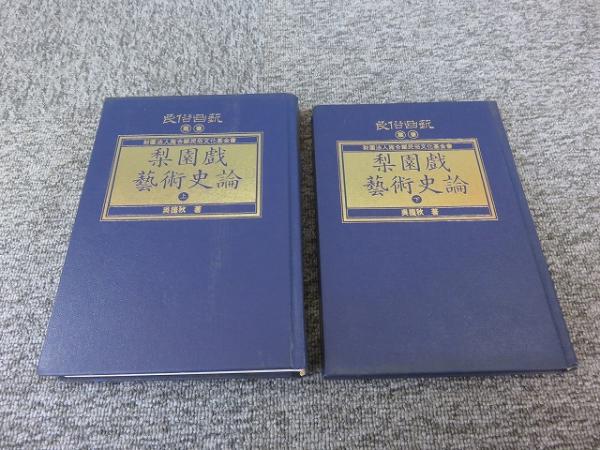 民俗曲藝
叢書
財團法人施合鄭民俗文化基金會
梨園戲
藝術史論
上
吳捷秋 著
民俗曲藝
叢書
財團法人施合鄭民俗文化基金會
梨園戲
藝術史論
下
吳捷秋 著